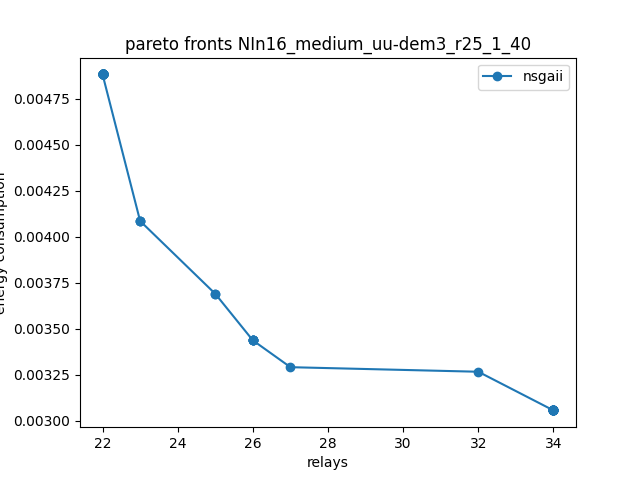 pareto fronts NIn16_medium_uu-dem3_r25_1_40
nsgaii
0.00475
0.00450
0.00425
0.00400
0.00375
0.00350
0.00325
0.00300
energy consumption
22 24 26 28 30 32 34
relays